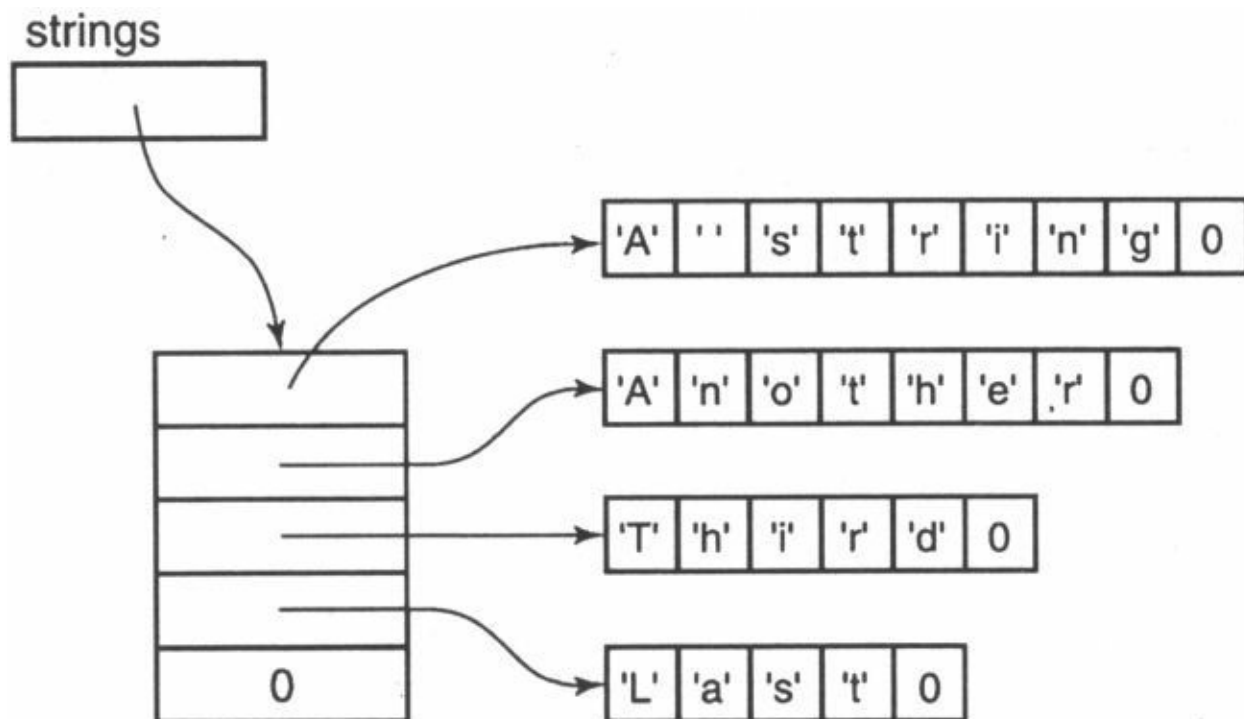 strings
'A' ' ' 's' 't' 'r' 'i' 'n' 'g' 0
'A' 'n' 'o' 't' 'h' 'e' 'r' 0
'T' 'h' 'i' 'r' 'd' 0
'L' 'a' 's' 't' 0
0